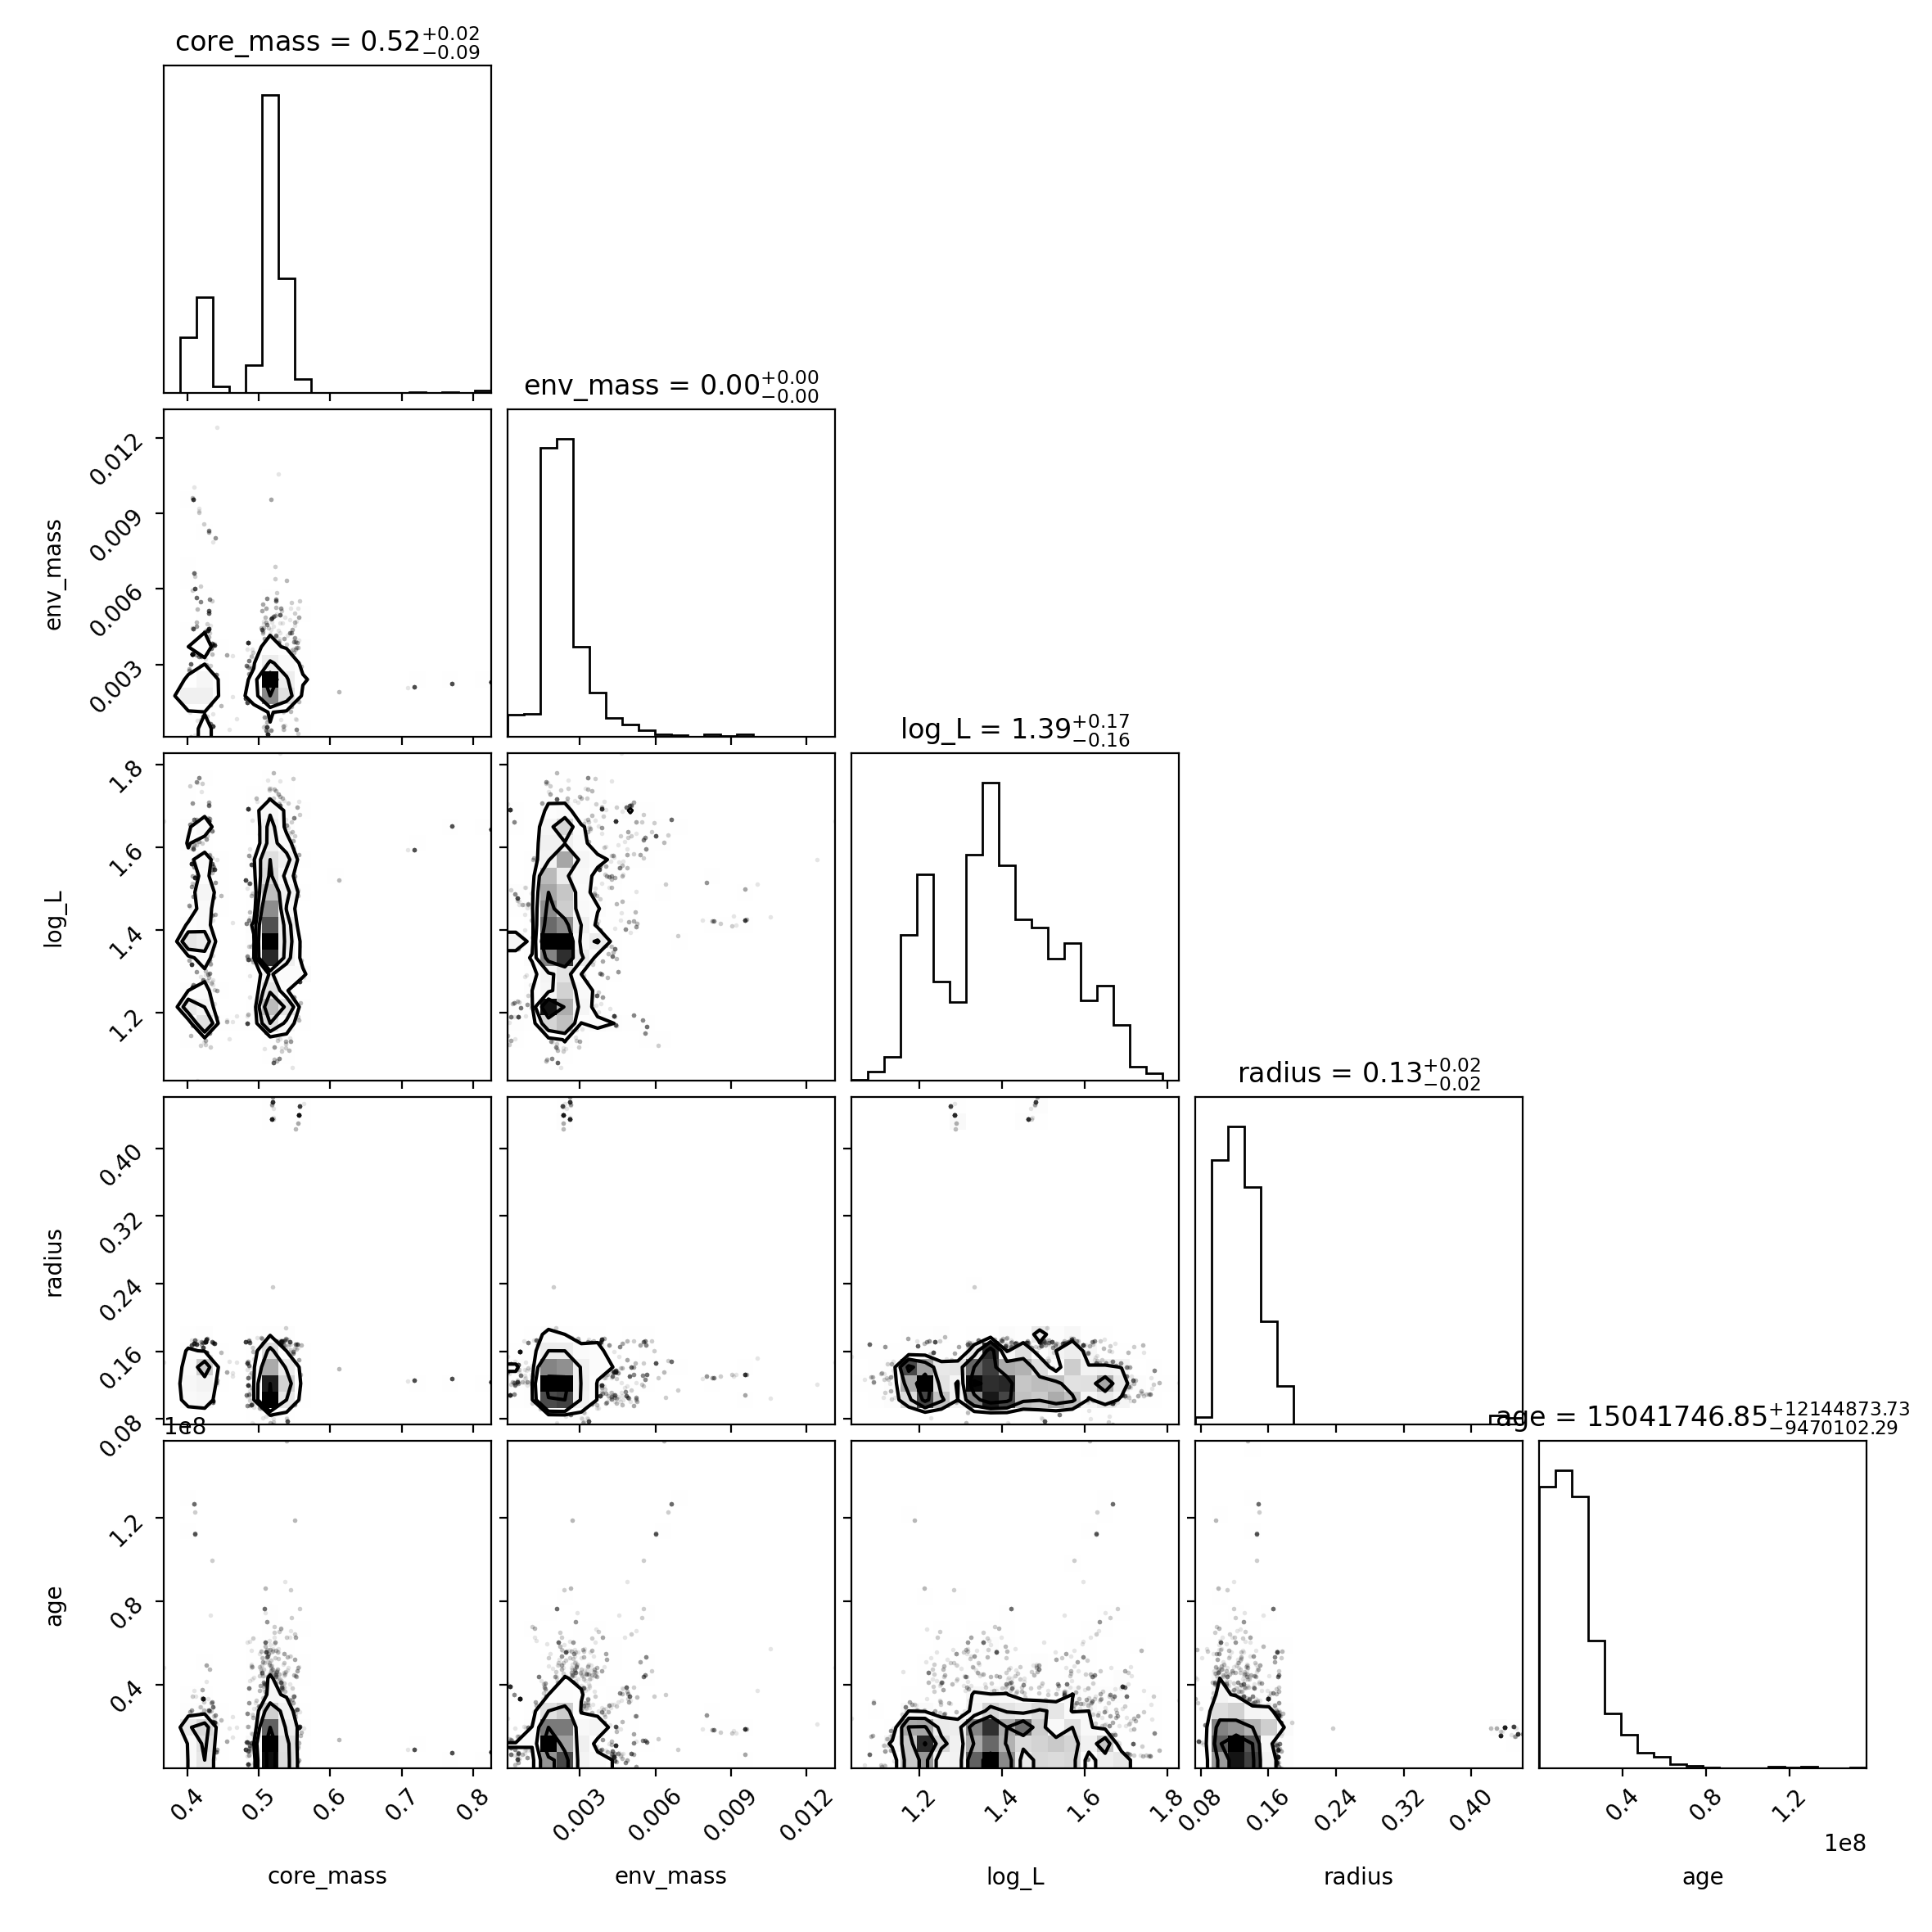 core_mass = 0.52 +0.02 −0.09
env_mass = 0.00 +0.00 −0.00
0.012
0.009
0.006
0.003
env_mass
log_L = 1.39 +0.17 −0.16
1.8
1.6
1.4
1.2
log_L
radius = 0.13 +0.02 −0.02
0.40
0.32
0.24
0.16
0.08
radius
1e8
age = 15041746.85 +12144873.73 −9470102.29
1.2
0.8
0.4
age
0.4 0.5 0.6 0.7 0.8
0.003 0.006 0.009 0.012
1.2 1.4 1.6 1.8
0.08 0.16 0.24 0.32 0.40
0.4 0.8 1.2
1e8
core_mass
env_mass
log_L
radius
age